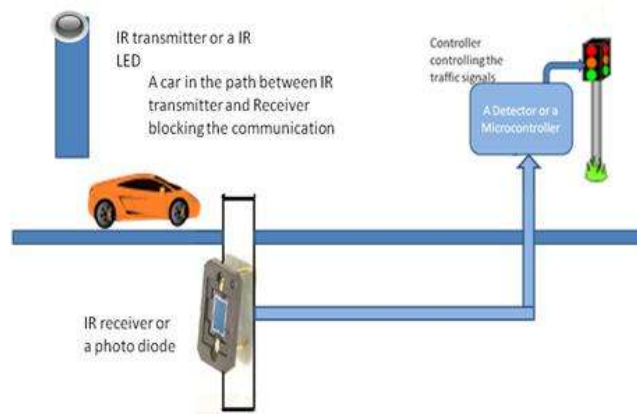 IR transmitter or a IR
LED
A car in the path between IR
transmitter and Receiver
blocking the communication
Controller
controlling the
traffic signals
A Detector or a
Microcontroller
IR receiver or
a photo diode